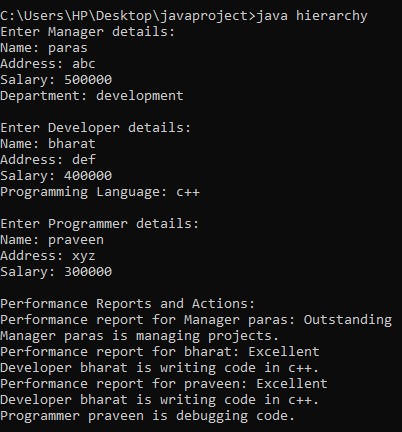 C:\Users\HP\Desktop\javaproject>java hierarchy
Enter Manager details:
Name: paras
Address: abc
Salary: 500000
Department: development
Enter Developer details:
Name: bharat
Address: def
Salary: 400000
Programming Language: c++
Enter Programmer details:
Name: praveen
Address: xyz
Salary: 300000
Performance Reports and Actions:
Performance report for Manager paras: Outstanding
Manager paras is managing projects.
Performance report for bharat: Excellent
Developer bharat is writing code in c++.
Performance report for praveen: Excellent
Developer bharat is writing code in c++.
Programmer praveen is debugging code.